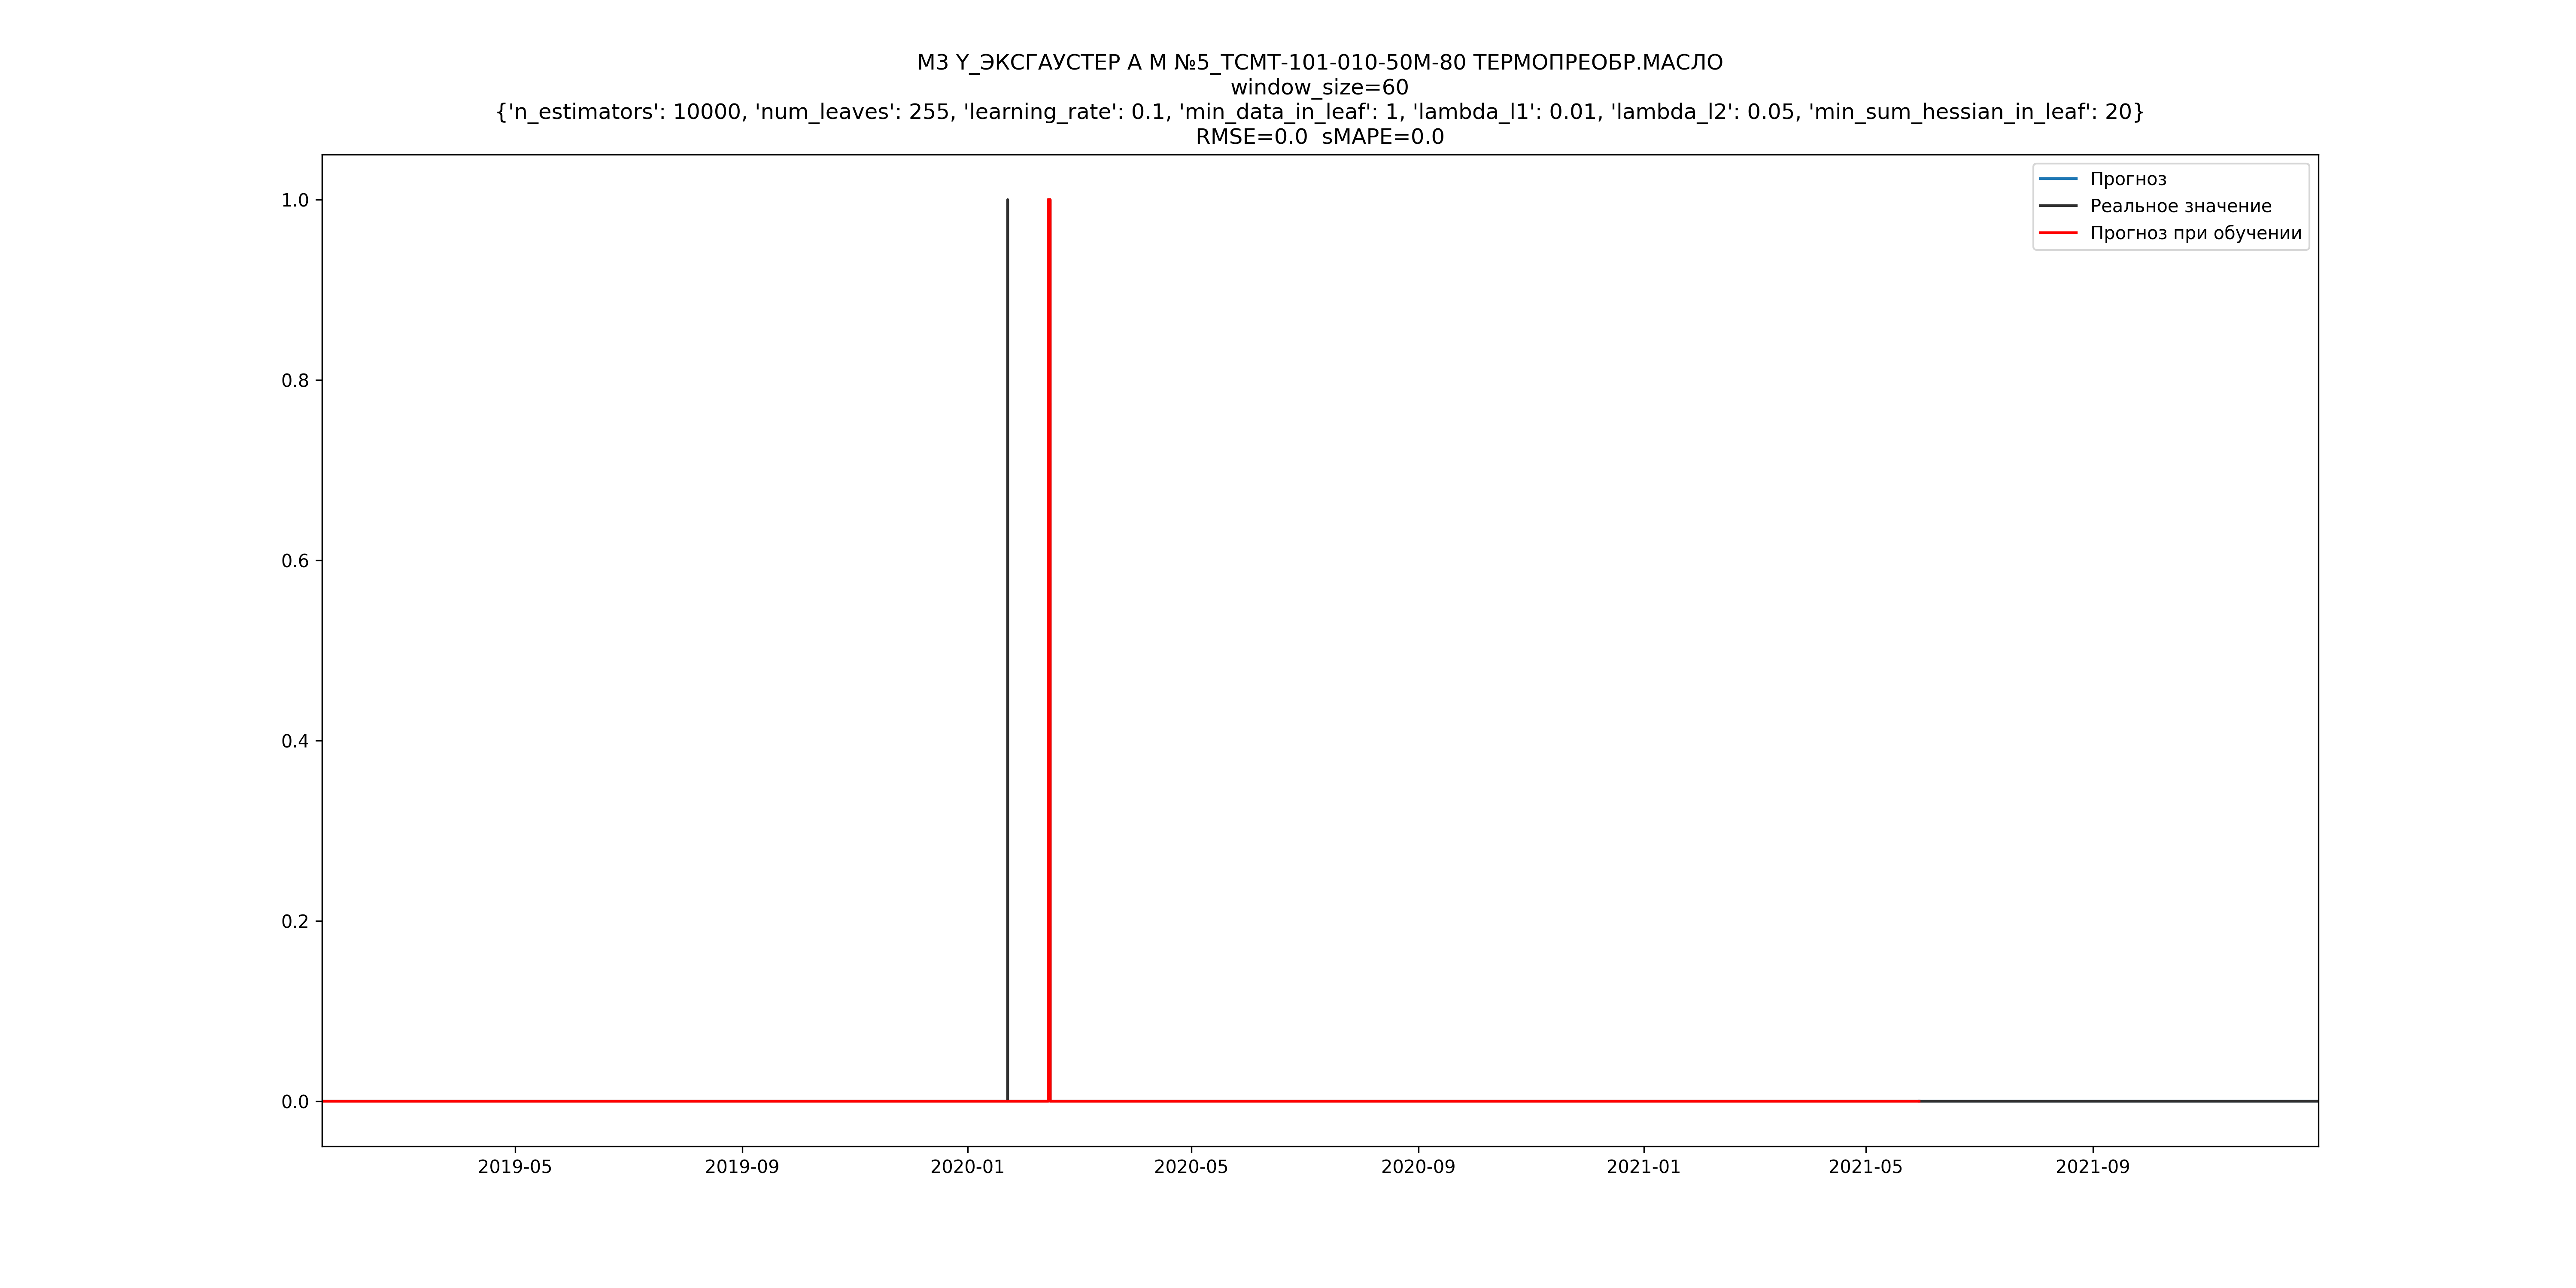 М3 Y_ЭКСГАУСТЕР А М №5_ТСМТ-101-010-50М-80 ТЕРМОПРЕОБР.МАСЛО
window_size=60
{'n_estimators': 10000, 'num_leaves': 255, 'learning_rate': 0.1, 'min_data_in_leaf': 1, 'lambda_l1': 0.01, 'lambda_l2': 0.05, 'min_sum_hessian_in_leaf': 20}
RMSE=0.0 sMAPE=0.0
Прогноз
Реальное значение
Прогноз при обучении
1.0
0.8
0.6
0.4
0.2
0.0
2019-05 2019-09 2020-01 2020-05 2020-09 2021-01 2021-05 2021-09